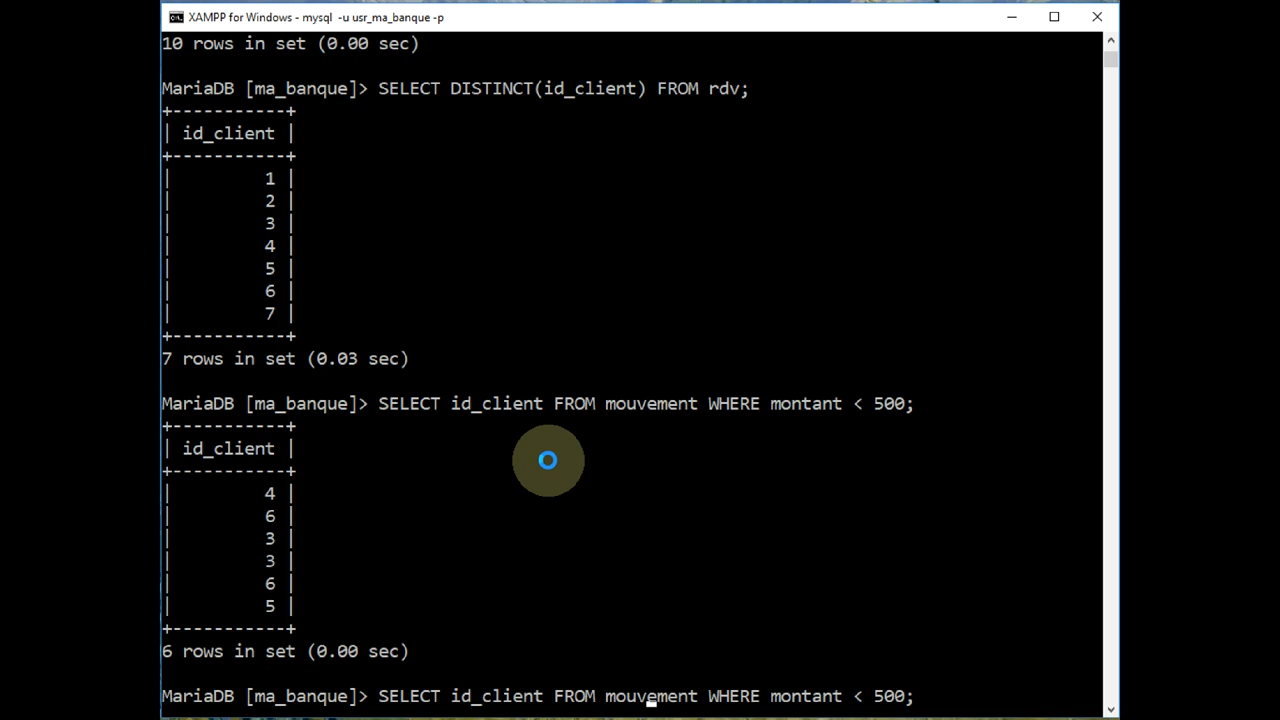 XAMPP for Windows - mysql -u usr_ma_banque -p
10 rows in set (0.00 sec)
MariaDB [ma_banque]> SELECT DISTINCT(id_client) FROM rdv;
+-----------+
| id_client |
+-----------+
|         1 |
|         2 |
|         3 |
|         4 |
|         5 |
|         6 |
|         7 |
+-----------+
7 rows in set (0.03 sec)
MariaDB [ma_banque]> SELECT id_client FROM mouvement WHERE montant < 500;
+-----------+
| id_client |
+-----------+
|         4 |
|         6 |
|         3 |
|         3 |
|         6 |
|         5 |
+-----------+
6 rows in set (0.00 sec)
MariaDB [ma_banque]> SELECT id_client FROM mouvement WHERE montant < 500;